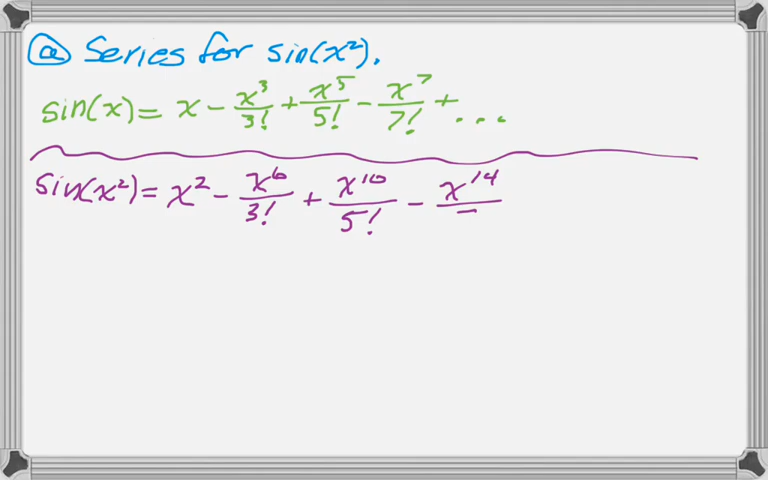 ⓐ Series for sin(x²).
sin(x) = x - x³/3! + x⁵/5! - x⁷/7! + ...
sin(x²) = x² - x⁶/3! + x¹⁰/5! - x¹⁴/